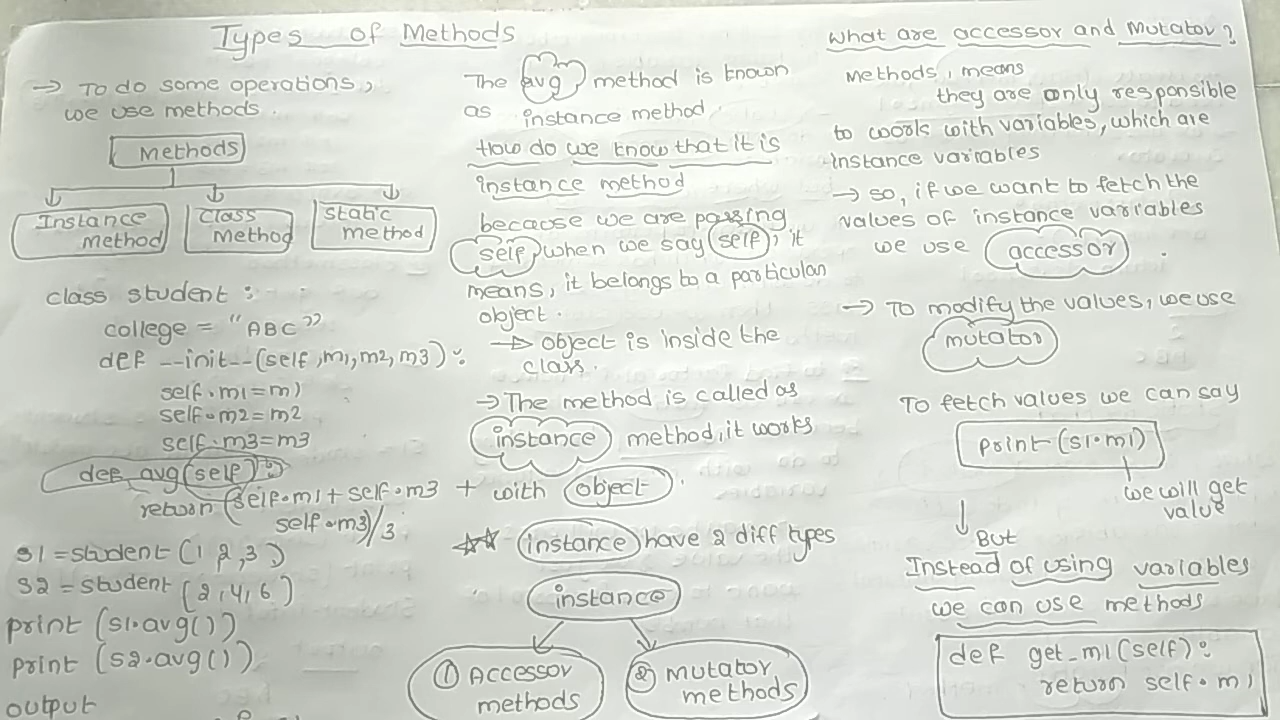 Types of Methods
→ To do some operations,
we use methods.
Methods
Instance method
class method
static method
class student :
college = "ABC"
def __init__(self, m1, m2, m3) :
self.m1 = m1
self.m2 = m2
self.m3 = m3
def avg(self) :
return (self.m1 + self.m3 +
self.m3)/3
s1 = student (1 2,3)
s2 = student (2,4,6)
print (s1.avg())
print (s2.avg())
output
The avg method is known
as instance method.
How do we know that it is
instance method
because we are passing
self, when we say self, it
means, it belongs to a particular
object.
→ object is inside the
class.
→ The method is called as
instance method, it works
with object.
☆☆ instance have 2 diff types
instance
① Accessor
methods
② Mutator
methods
what are accessor and Mutator ?
methods, means
they are only responsible
to work with variables, which are
instance variables
→ so, if we want to fetch the
values of instance variables
we use accessor.
→ To modify the values, we use
mutator
To fetch values we can say
print (s1.m1)
we will get
value
↓ But
Instead of using variables
we can use methods
def get_m1(self) :
return self.m1